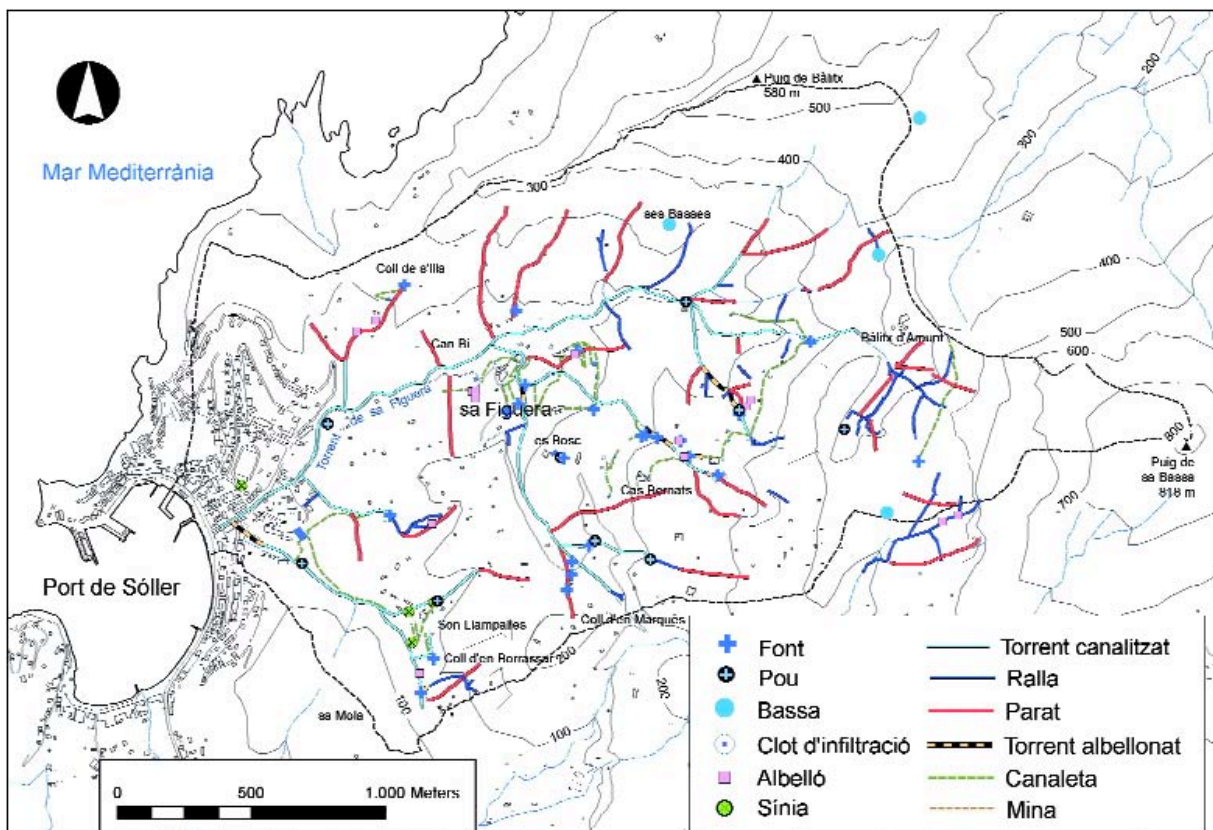 Puig de Bàlitx
580 m
500
200
300
400
300
400
500
600
800
700
Mar Mediterrània
ses Basses
Coll de s'Illa
Can Bi
Bàlitx d'Amunt
Torrent de sa Figuera
sa Figuera
es Bosc
Cas Bernats
Puig de
sa Bassa
818 m
Port de Sóller
Son Llampalles
Coll d'en Marquès
Coll d'en Borrassar
200
200
100
100
sa Mola
0 500 1.000 Meters
Font
Pou
Bassa
Clot d'infiltració
Albelló
Sínia
Torrent canalitzat
Ralla
Parat
Torrent albellonat
Canaleta
Mina